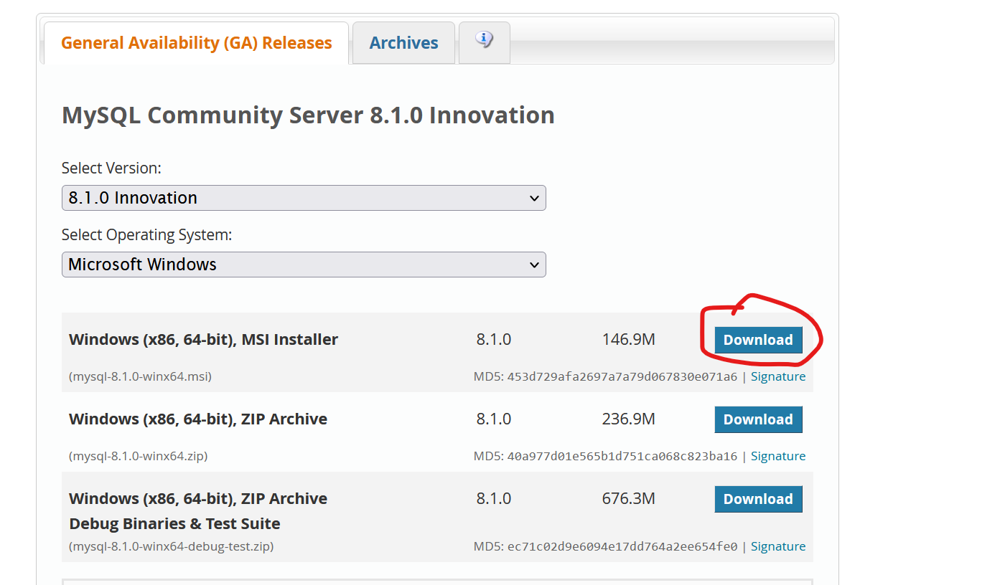 General Availability (GA) Releases Archives
MySQL Community Server 8.1.0 Innovation
Select Version:
8.1.0 Innovation
Select Operating System:
Microsoft Windows
Windows (x86, 64-bit), MSI Installer 8.1.0 146.9M Download
(mysql-8.1.0-winx64.msi) MD5: 453d729afa2697a7a79d067830e071a6 | Signature
Windows (x86, 64-bit), ZIP Archive 8.1.0 236.9M Download
(mysql-8.1.0-winx64.zip) MD5: 40a977d01e565b1d751ca068c823ba16 | Signature
Windows (x86, 64-bit), ZIP Archive 8.1.0 676.3M Download
Debug Binaries & Test Suite
(mysql-8.1.0-winx64-debug-test.zip) MD5: ec71c02d9e6094e17dd764a2ee654fe0 | Signature